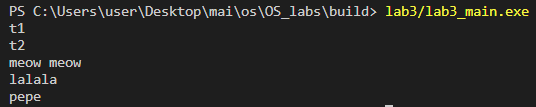 PS C:\Users\user\Desktop\mai\os\OS_labs\build> lab3/lab3_main.exe
t1
t2
meow meow
lalala
pepe